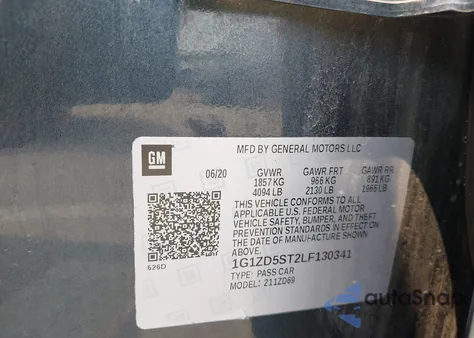 MFD BY GENERAL MOTORS LLC
GM
06/20 GVWR GAWR FRT GAWR RR
1857 KG 966 KG 891 KG
4094 LB 2130 LB 1965 LB
THIS VEHICLE CONFORMS TO ALL
APPLICABLE U.S. FEDERAL MOTOR
VEHICLE SAFETY, BUMPER, AND THEFT
PREVENTION STANDARDS IN EFFECT ON
THE DATE OF MANUFACTURE SHOWN
ABOVE.
626D
1G1ZD5ST2LF130341
TYPE: PASS CAR
MODEL: 211ZD69
autoSnap